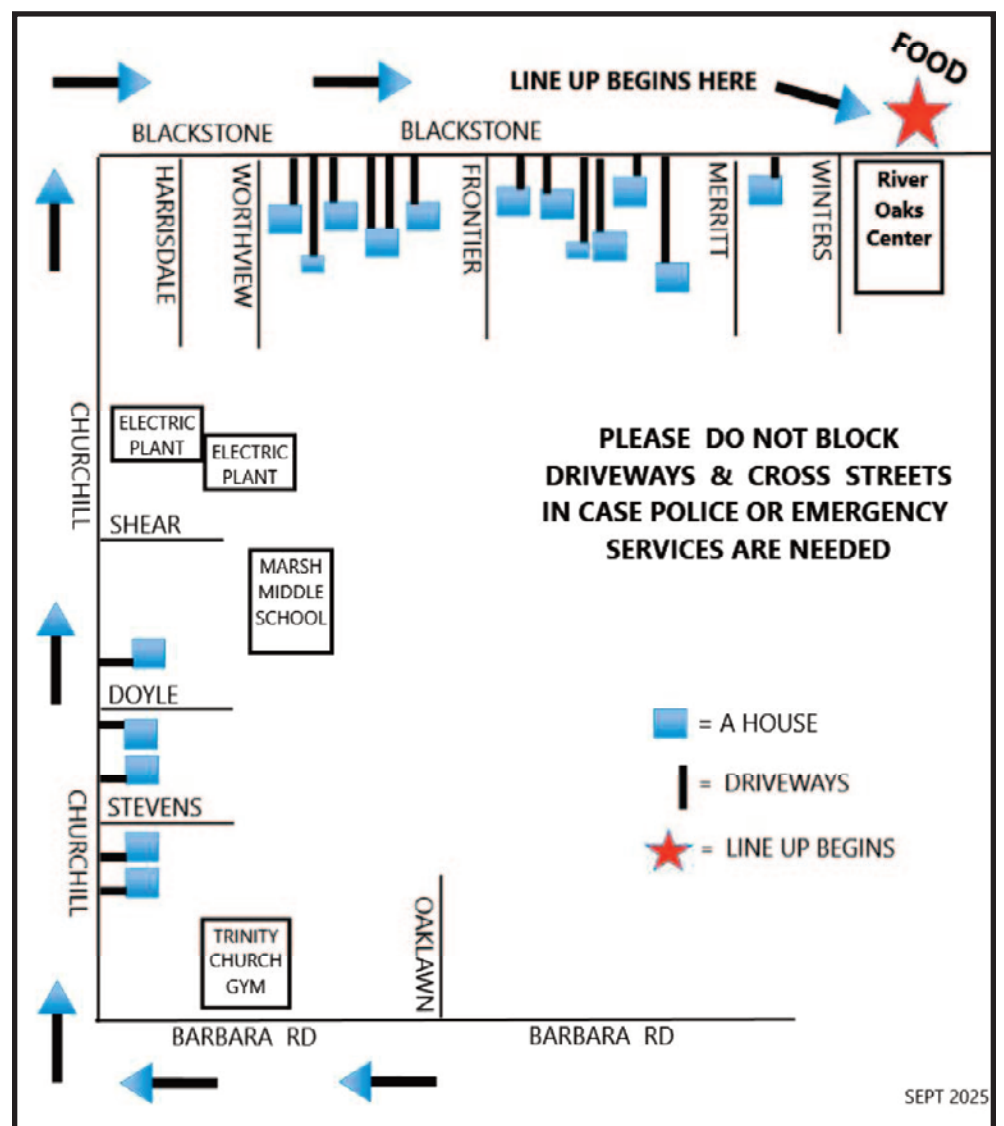 FOOD
LINE UP BEGINS HERE
BLACKSTONE
BLACKSTONE
HARRISDALE
WORTHVIEW
FRONTIER
MERRITT
WINTERS
River
Oaks
Center
CHURCHILL
ELECTRIC
PLANT
ELECTRIC
PLANT
PLEASE DO NOT BLOCK
DRIVEWAYS & CROSS STREETS
IN CASE POLICE OR EMERGENCY
SERVICES ARE NEEDED
SHEAR
MARSH
MIDDLE
SCHOOL
DOYLE
= A HOUSE
= DRIVEWAYS
= LINE UP BEGINS
CHURCHILL
STEVENS
TRINITY
CHURCH
GYM
OAKLAWN
BARBARA RD
BARBARA RD
SEPT 2025